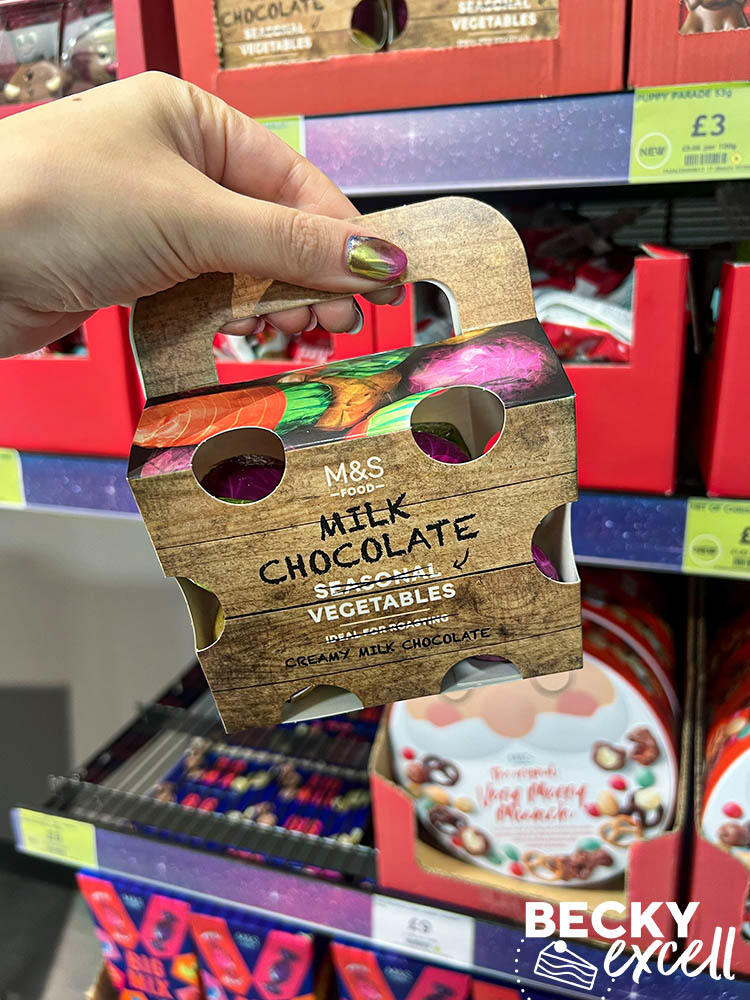 CHOCOLATE
SEASONAL
VEGETABLES
PUPPY PARADE 53g
£3
NEW
M&S
FOOD
MILK
CHOCOLATE
SEASONAL
VEGETABLES
IDEAL FOR ROASTING
CREAMY MILK CHOCOLATE
£
NEW
Very Merry
Munch
£9
BIG
MIX
BECKY
excell